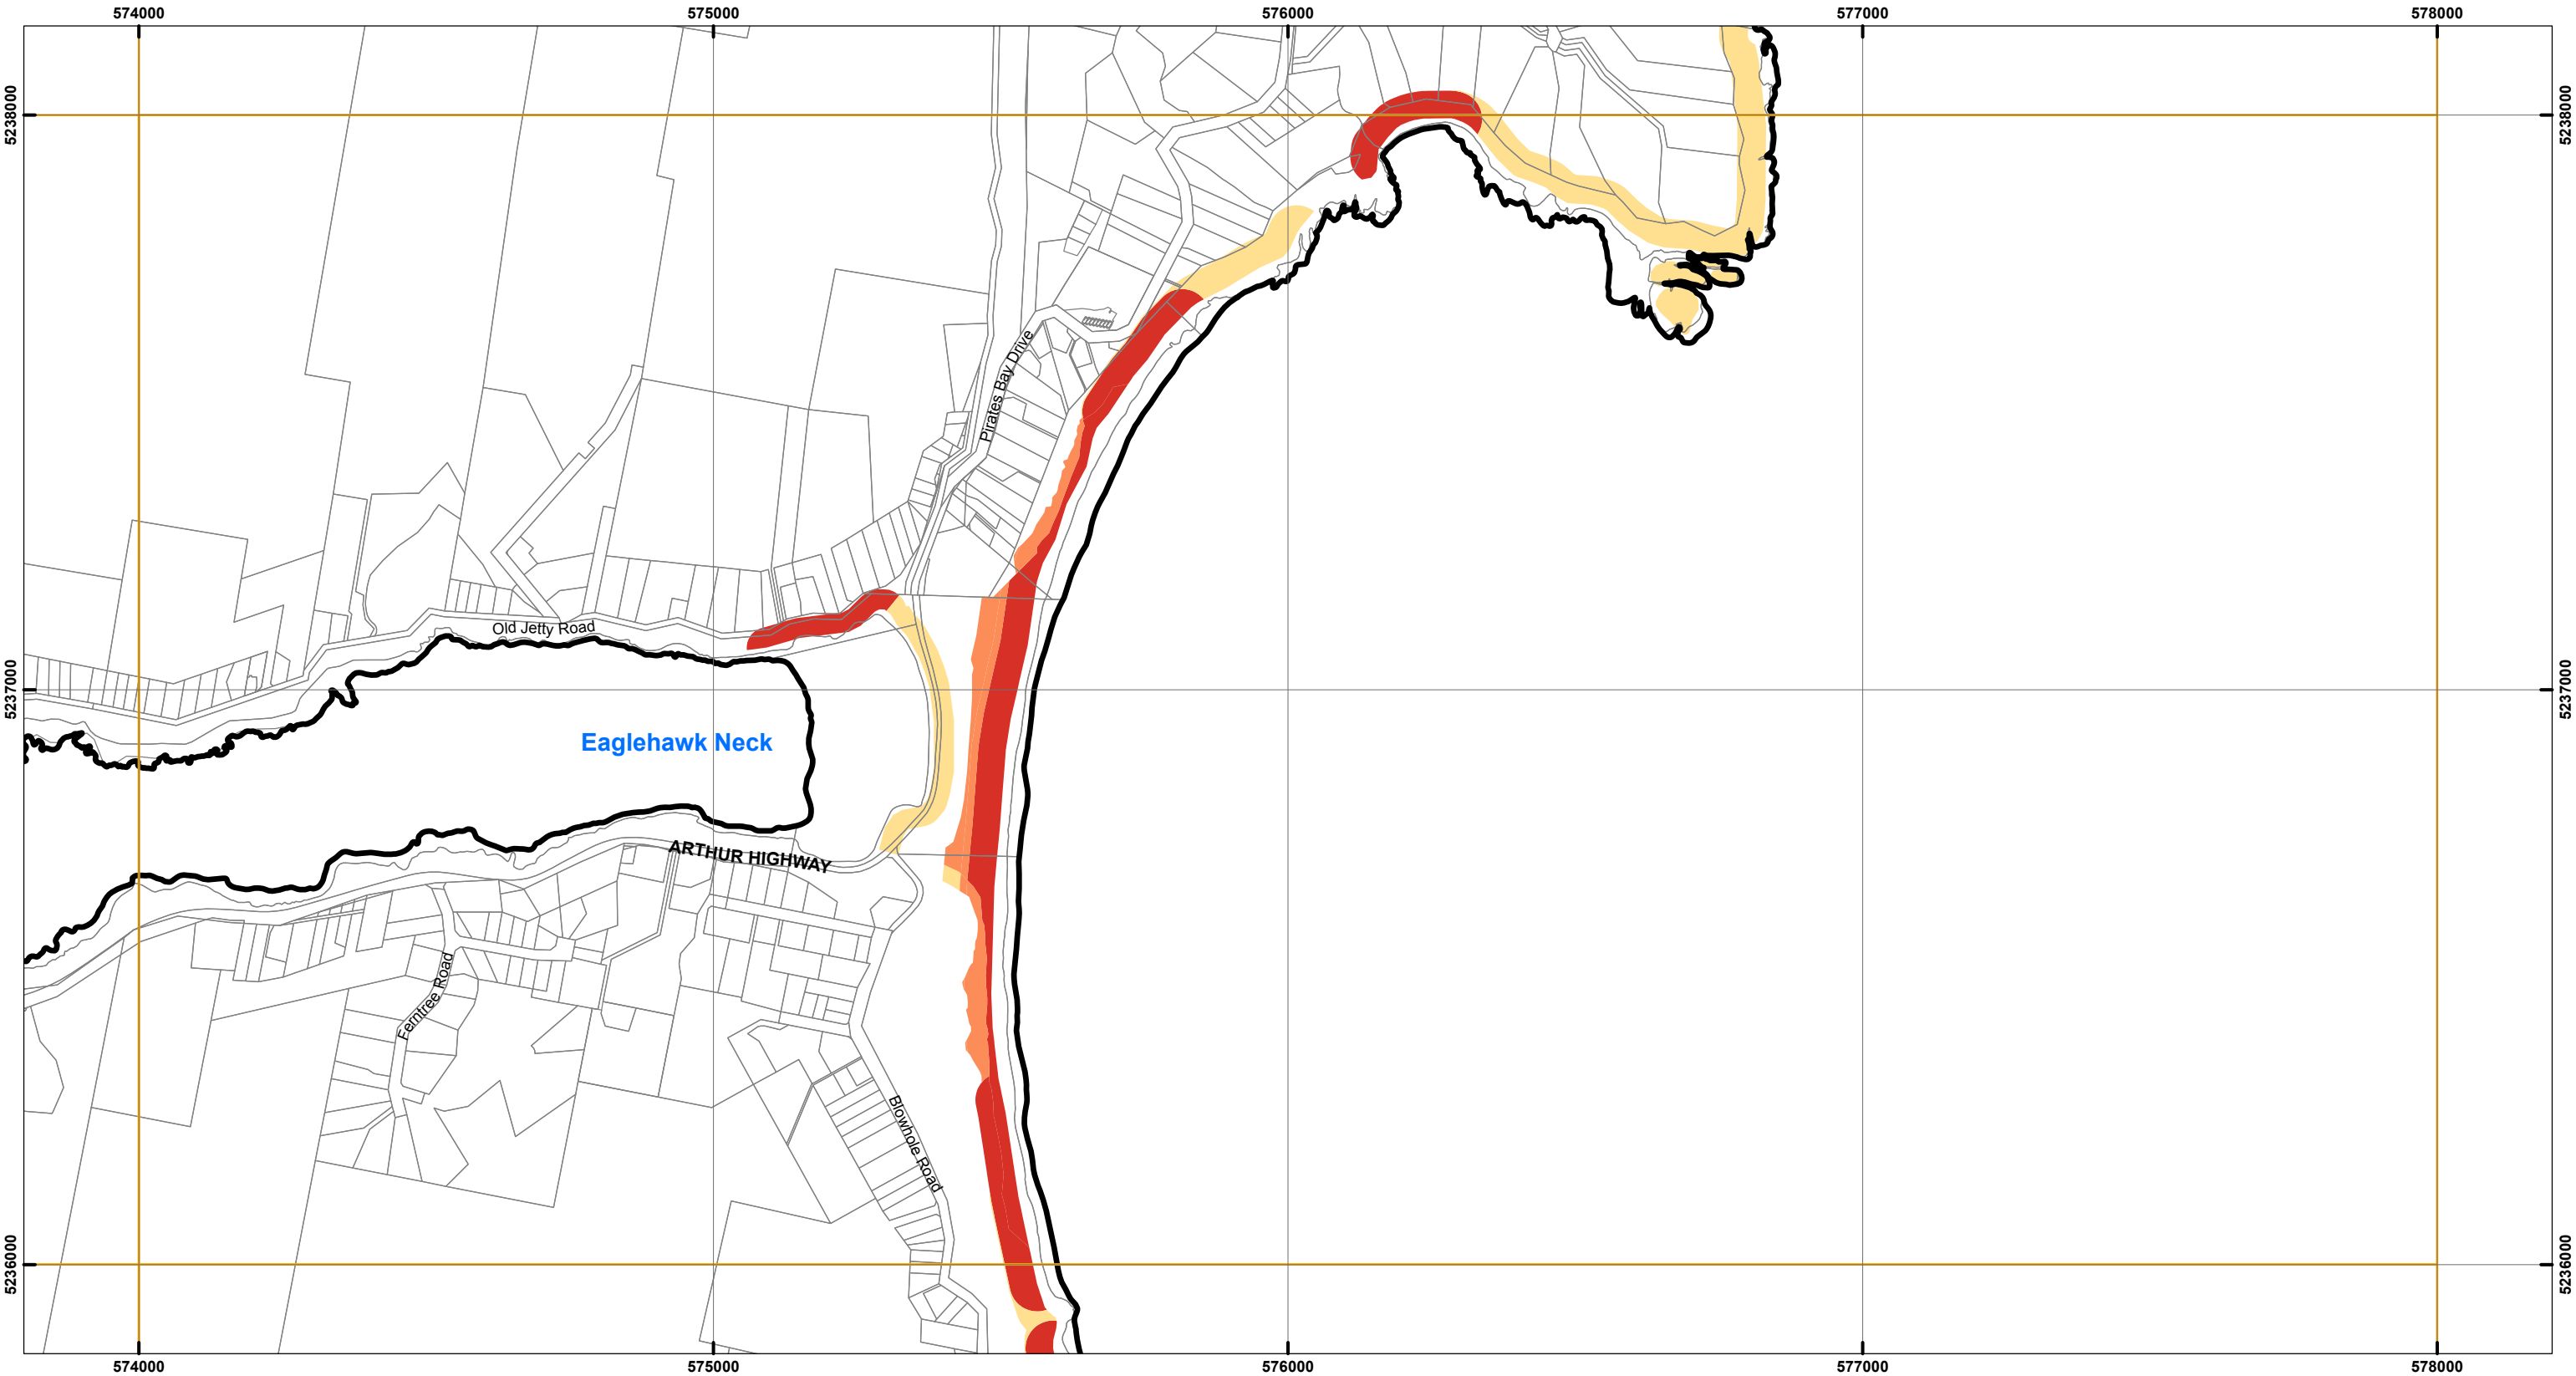 574000 575000 576000 577000 578000
5238000 5238000
Pirates Bay Drive
Old Jetty Road
5237000 5237000
Eaglehawk Neck
ARTHUR HIGHWAY
Ferntree Road
Blowhole Road
5236000 5236000
574000 575000 576000 577000 578000